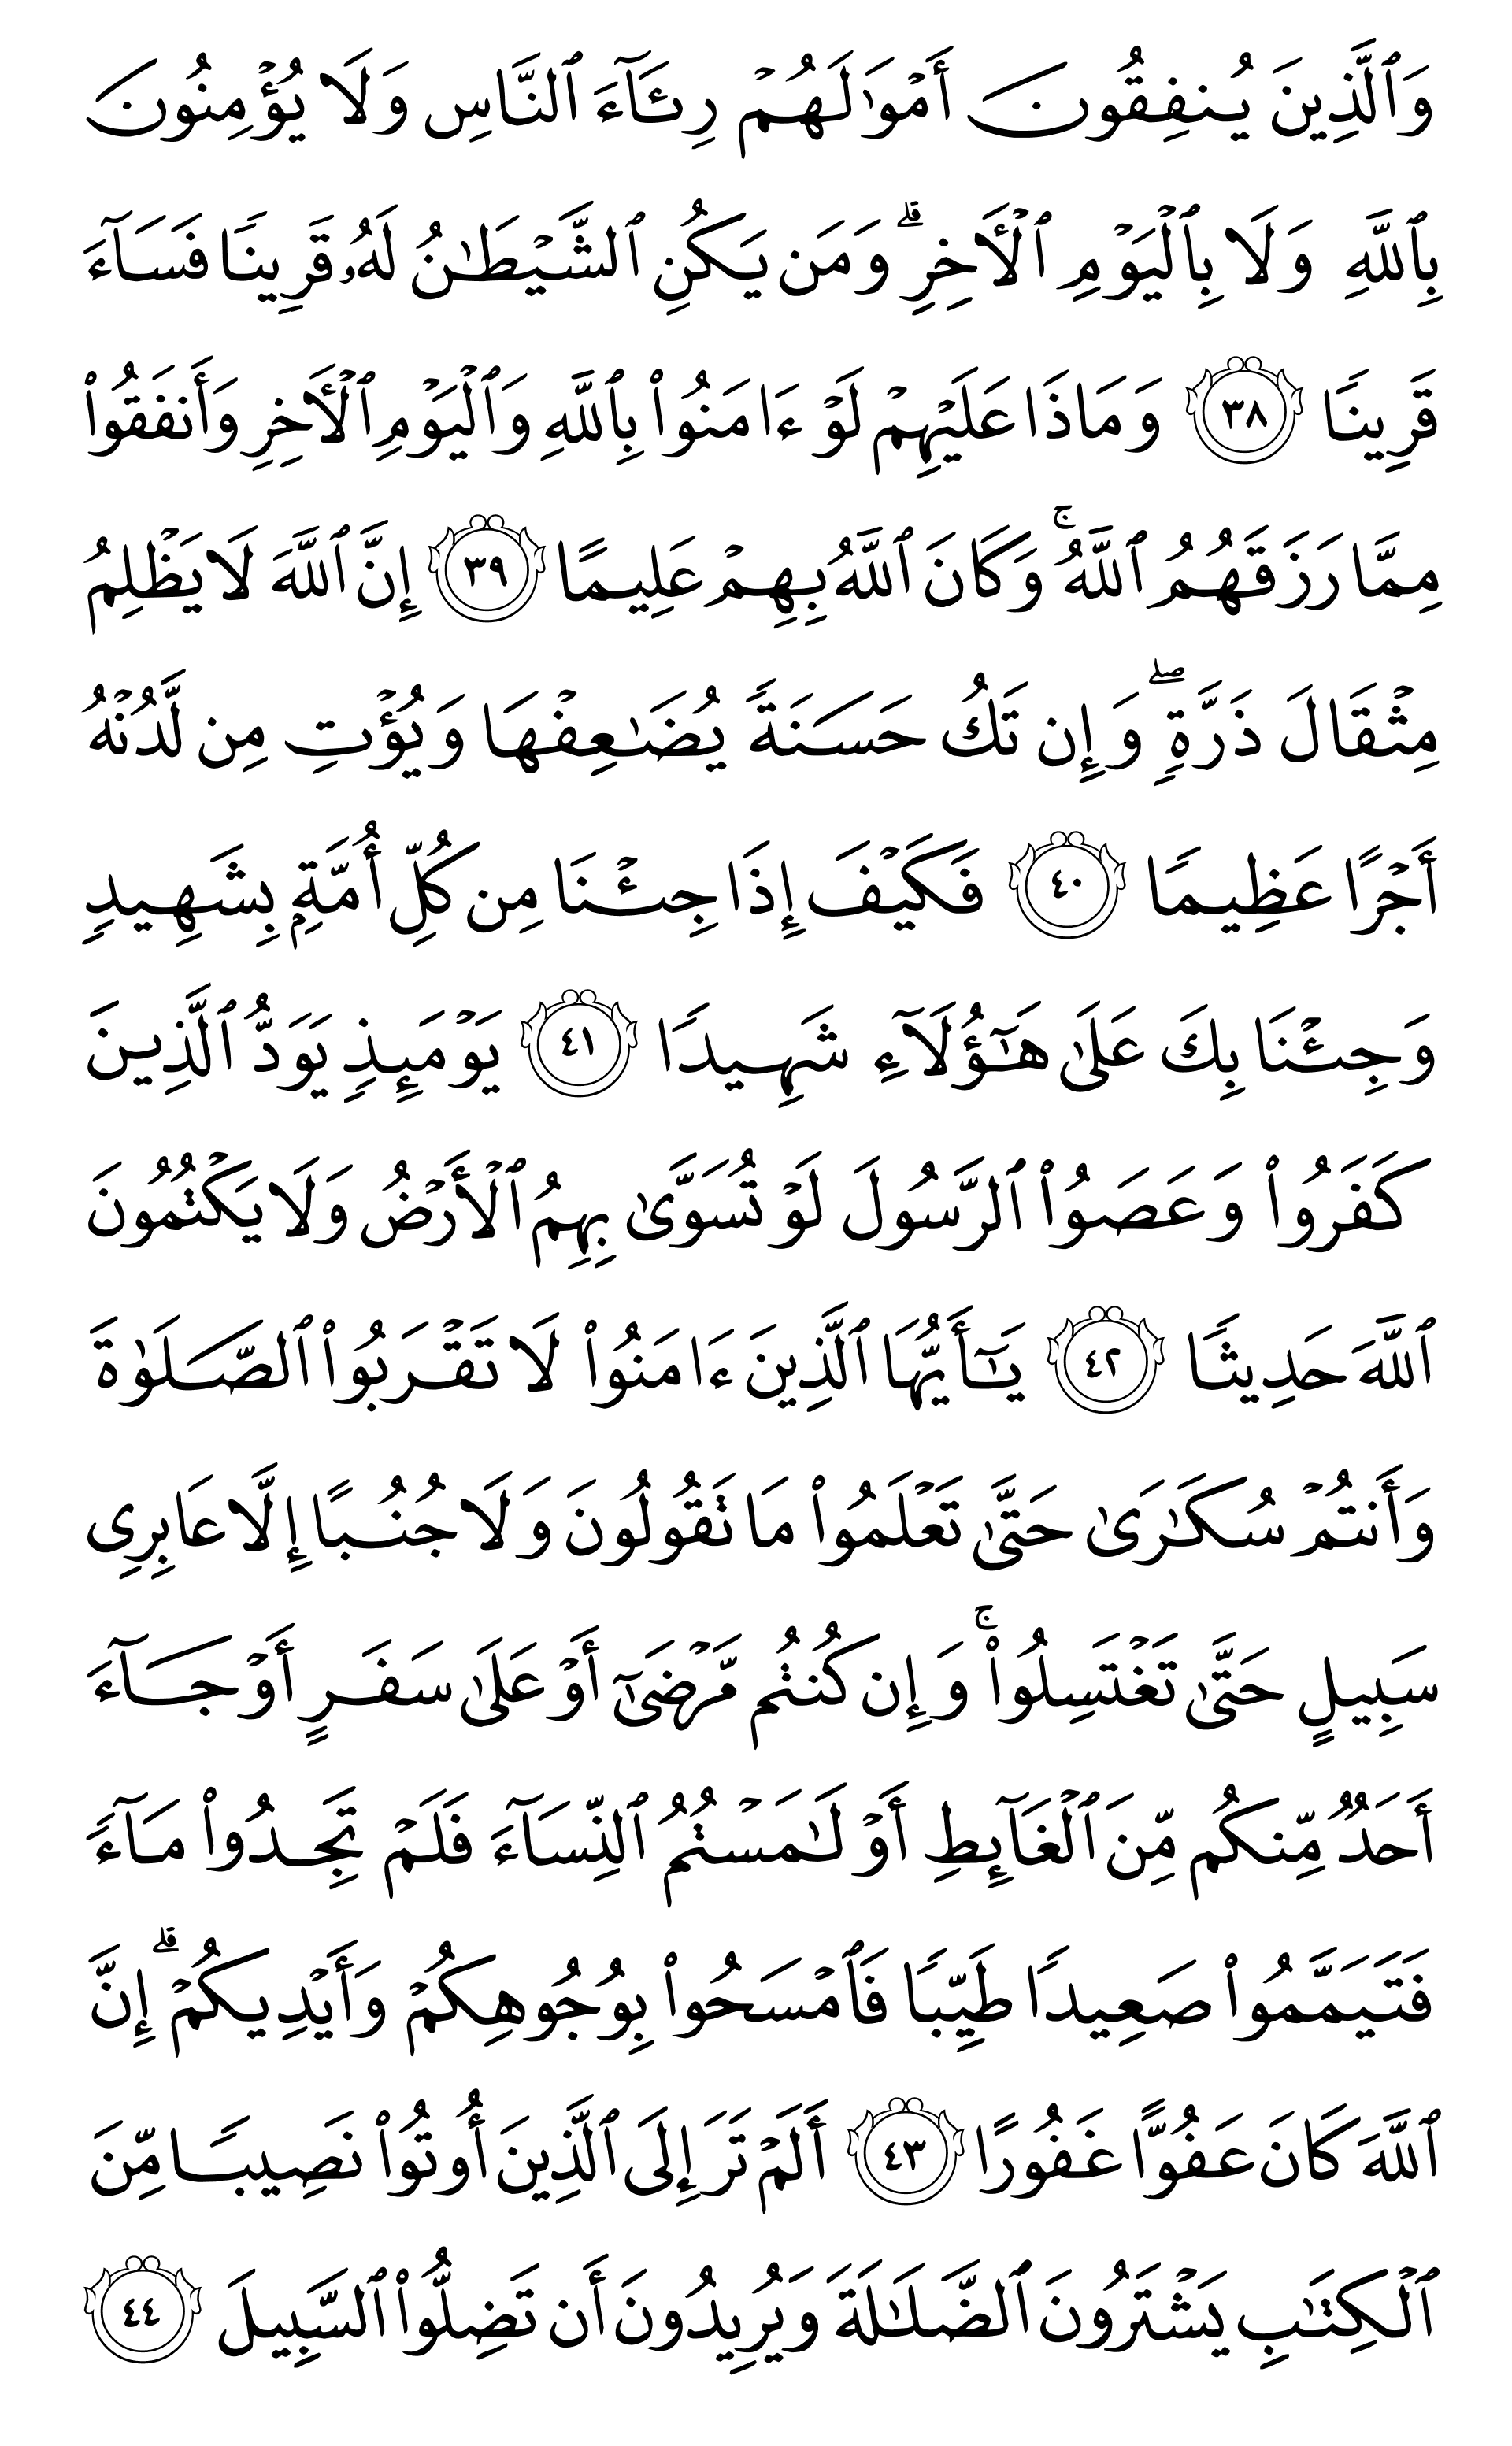 وَٱلَّذِينَ يُنفِقُونَ أَمۡوَٰلَهُمۡ رِئَآءَ ٱلنَّاسِ وَلَا يُؤۡمِنُونَ
بِٱللَّهِ وَلَا بِٱلۡيَوۡمِ ٱلۡأٓخِرِۗ وَمَن يَكُنِ ٱلشَّيۡطَٰنُ لَهُۥ قَرِينٗا فَسَآءَ
قَرِينٗا ٣٨ وَمَاذَا عَلَيۡهِمۡ لَوۡ ءَامَنُواْ بِٱللَّهِ وَٱلۡيَوۡمِ ٱلۡأٓخِرِ وَأَنفَقُواْ
مِمَّا رَزَقَهُمُ ٱللَّهُۚ وَكَانَ ٱللَّهُ بِهِمۡ عَلِيمًا ٣٩ إِنَّ ٱللَّهَ لَا يَظۡلِمُ
مِثۡقَالَ ذَرَّةٖۖ وَإِن تَكُ حَسَنَةٗ يُضَٰعِفۡهَا وَيُؤۡتِ مِن لَّدُنۡهُ
أَجۡرًا عَظِيمٗا ٤٠ فَكَيۡفَ إِذَا جِئۡنَا مِن كُلِّ أُمَّةِۭ بِشَهِيدٖ
وَجِئۡنَا بِكَ عَلَىٰ هَٰٓؤُلَآءِ شَهِيدٗا ٤١ يَوۡمَئِذٖ يَوَدُّ ٱلَّذِينَ
كَفَرُواْ وَعَصَوُاْ ٱلرَّسُولَ لَوۡ تُسَوَّىٰ بِهِمُ ٱلۡأَرۡضُ وَلَا يَكۡتُمُونَ
ٱللَّهَ حَدِيثٗا ٤٢ يَٰٓأَيُّهَا ٱلَّذِينَ ءَامَنُواْ لَا تَقۡرَبُواْ ٱلصَّلَوٰةَ
وَأَنتُمۡ سُكَٰرَىٰ حَتَّىٰ تَعۡلَمُواْ مَا تَقُولُونَ وَلَا جُنُبًا إِلَّا عَابِرِي
سَبِيلٍ حَتَّىٰ تَغۡتَسِلُواْۚ وَإِن كُنتُم مَّرۡضَىٰٓ أَوۡ عَلَىٰ سَفَرٍ أَوۡ جَآءَ
أَحَدٞ مِّنكُم مِّنَ ٱلۡغَآئِطِ أَوۡ لَٰمَسۡتُمُ ٱلنِّسَآءَ فَلَمۡ تَجِدُواْ مَآءٗ
فَتَيَمَّمُواْ صَعِيدٗا طَيِّبٗا فَٱمۡسَحُواْ بِوُجُوهِكُمۡ وَأَيۡدِيكُمۡۗ إِنَّ
ٱللَّهَ كَانَ عَفُوًّا غَفُورًا ٤٣ أَلَمۡ تَرَ إِلَى ٱلَّذِينَ أُوتُواْ نَصِيبٗا مِّنَ
ٱلۡكِتَٰبِ يَشۡتَرُونَ ٱلضَّلَٰلَةَ وَيُرِيدُونَ أَن تَضِلُّواْ ٱلسَّبِيلَ ٤٤